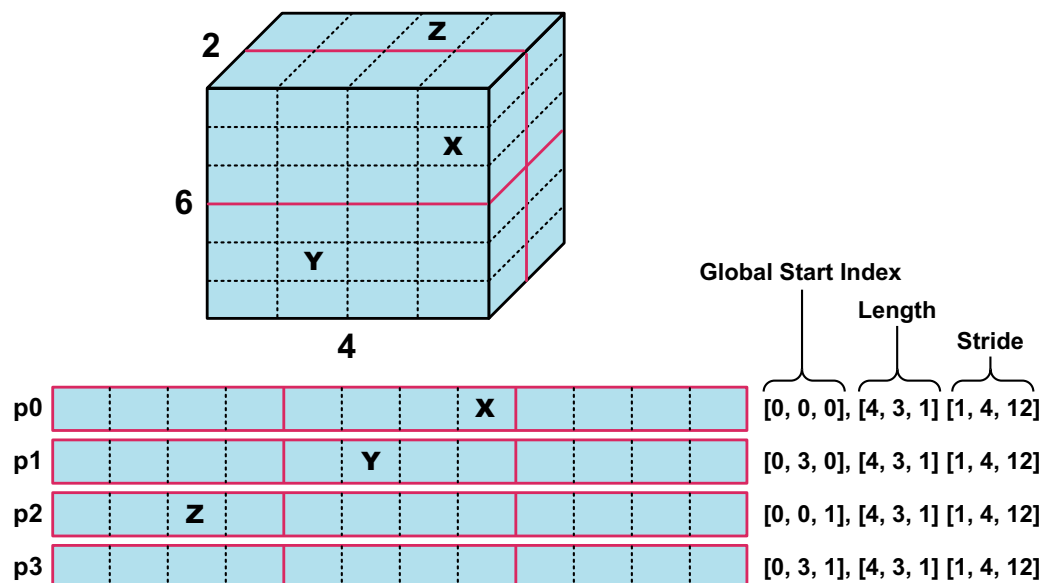 Z
2
X
6
Y
4
Global Start Index
Length
Stride
p0 X [0, 0, 0], [4, 3, 1] [1, 4, 12]
p1 Y [0, 3, 0], [4, 3, 1] [1, 4, 12]
p2 Z [0, 0, 1], [4, 3, 1] [1, 4, 12]
p3 [0, 3, 1], [4, 3, 1] [1, 4, 12]